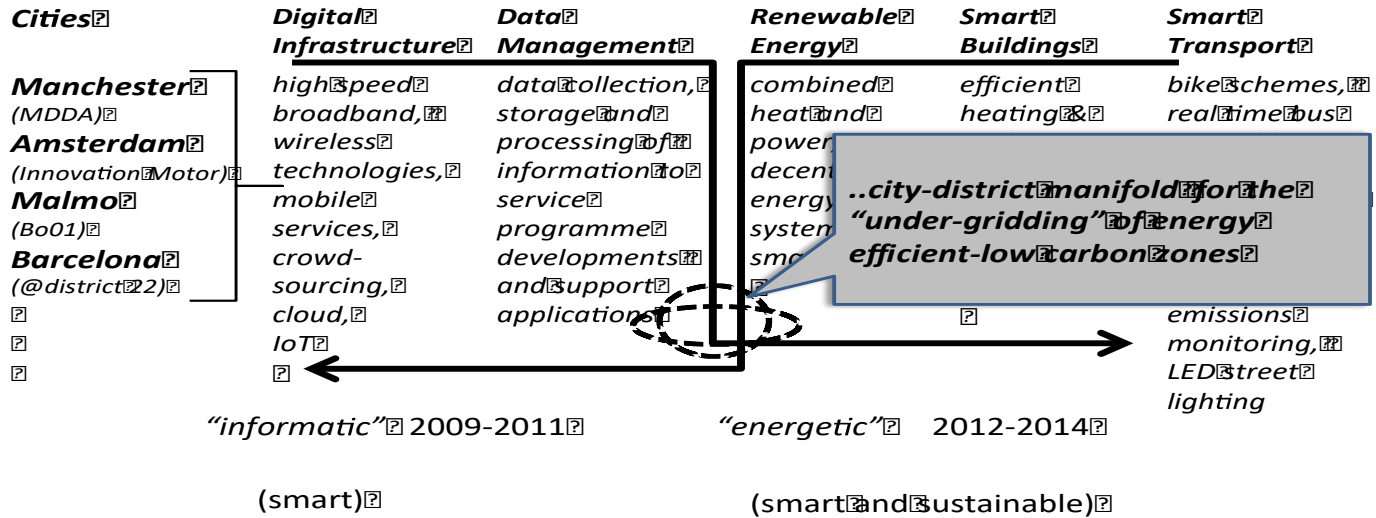 Cities
Digital
Infrastructure
Data
Management
Renewable
Energy
Smart
Buildings
Smart
Transport
Manchester
(MDDA)
Amsterdam
(Innovation Motor)
Malmo
(Bo01)
Barcelona
(@district 22)
high speed
broadband,
wireless
technologies,
mobile
services,
crowd-
sourcing,
cloud,
IoT
data collection,
storage and
processing of
information to
service
programme
developments
and support
applications
combined
heat and
power
energy
efficient
heating &
bike schemes,
real time bus
emissions
monitoring,
LED street
lighting
..city-district manifold for the
“under-gridding” of energy
efficient-low carbon zones
“informatic” 2009-2011
“energetic” 2012-2014
(smart)
(smart and sustainable)